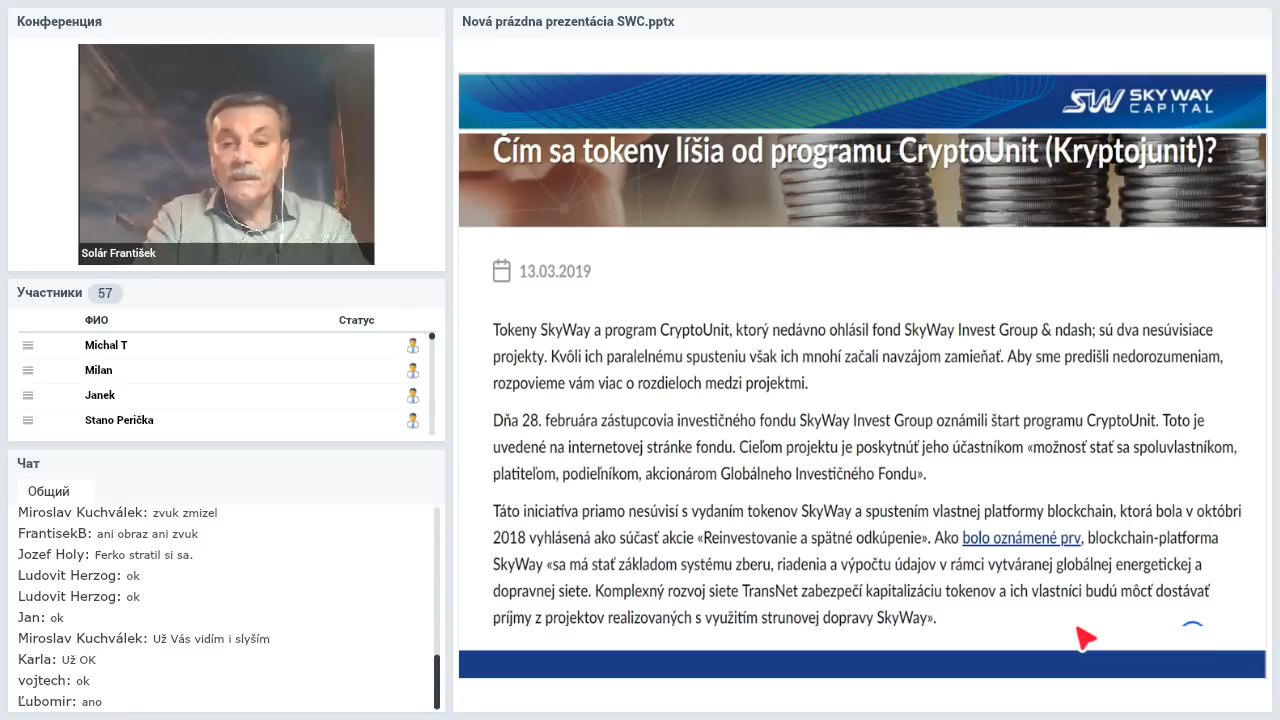 Конференция
Solár František
Участники 57
ФИО Статус
Michal T
Milan
Janek
Stano Perička
Чат
Общий
Miroslav Kuchválek: zvuk zmizel
FrantisekB: ani obraz ani zvuk
Jozef Holy: Ferko stratil si sa.
Ludovit Herzog: ok
Ludovit Herzog: ok
Jan: ok
Miroslav Kuchválek: Už Vás vidím i slyším
Karla: Už OK
vojtech: ok
Ľubomir: ano
Nová prázdna prezentácia SWC.pptx
SW SKY WAY
CAPITAL
Čím sa tokeny líšia od programu CryptoUnit (Kryptojunit)?
13.03.2019
Tokeny SkyWay a program CryptoUnit, ktorý nedávno ohlásil fond SkyWay Invest Group & ndash; sú dva nesúvisiace
projekty. Kvôli ich paralelnému spusteniu však ich mnohí začali navzájom zamieňať. Aby sme predišli nedorozumeniam,
rozpovieme vám viac o rozdieloch medzi projektmi.
Dňa 28. februára zástupcovia investičného fondu SkyWay Invest Group oznámili štart programu CryptoUnit. Toto je
uvedené na internetovej stránke fondu. Cieľom projektu je poskytnúť jeho účastníkom «možnosť stať sa spoluvlastníkom,
platiteľom, podieľníkom, akcionárom Globálneho Investičného Fondu».
Táto iniciatíva priamo nesúvisí s vydaním tokenov SkyWay a spustením vlastnej platformy blockchain, ktorá bola v októbri
2018 vyhlásená ako súčasť akcie «Reinvestovanie a spätné odkúpenie». Ako bolo oznámené prv, blockchain-platforma
SkyWay «sa má stať základom systému zberu, riadenia a výpočtu údajov v rámci vytváranej globálnej energetickej a
dopravnej siete. Komplexný rozvoj siete TransNet zabezpečí kapitalizáciu tokenov a ich vlastníci budú môcť dostávať
príjmy z projektov realizovaných s využitím strunovej dopravy SkyWay».